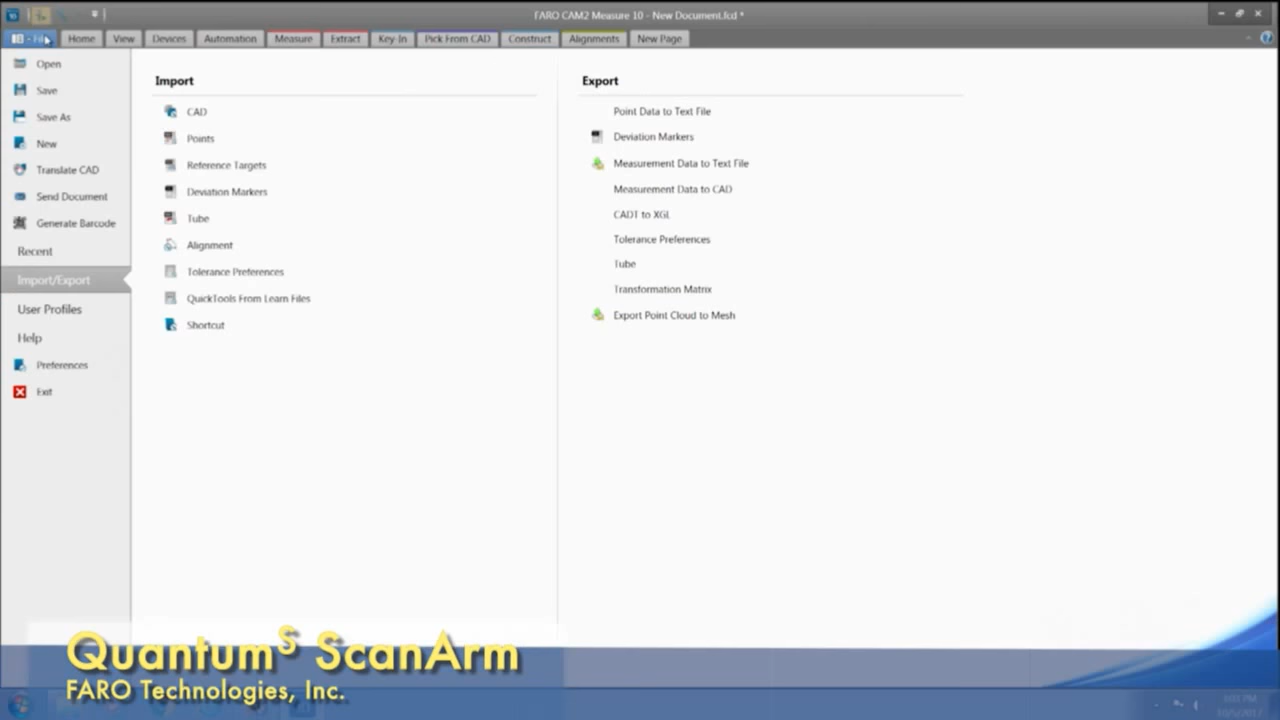 FARO CAM2 Measure 10 - New Document.fcd *
File Home View Devices Automation Measure Extract Key-In Pick From CAD Construct Alignments New Page
Open
Save
Save As
New
Translate CAD
Send Document
Generate Barcode
Recent
Import/Export
User Profiles
Help
Preferences
Exit
Import
CAD
Points
Reference Targets
Deviation Markers
Tube
Alignment
Tolerance Preferences
QuickTools From Learn Files
Shortcut
Export
Point Data to Text File
Deviation Markers
Measurement Data to Text File
Measurement Data to CAD
CADT to XGL
Tolerance Preferences
Tube
Transformation Matrix
Export Point Cloud to Mesh
QuantumS ScanArm
FARO Technologies, Inc.